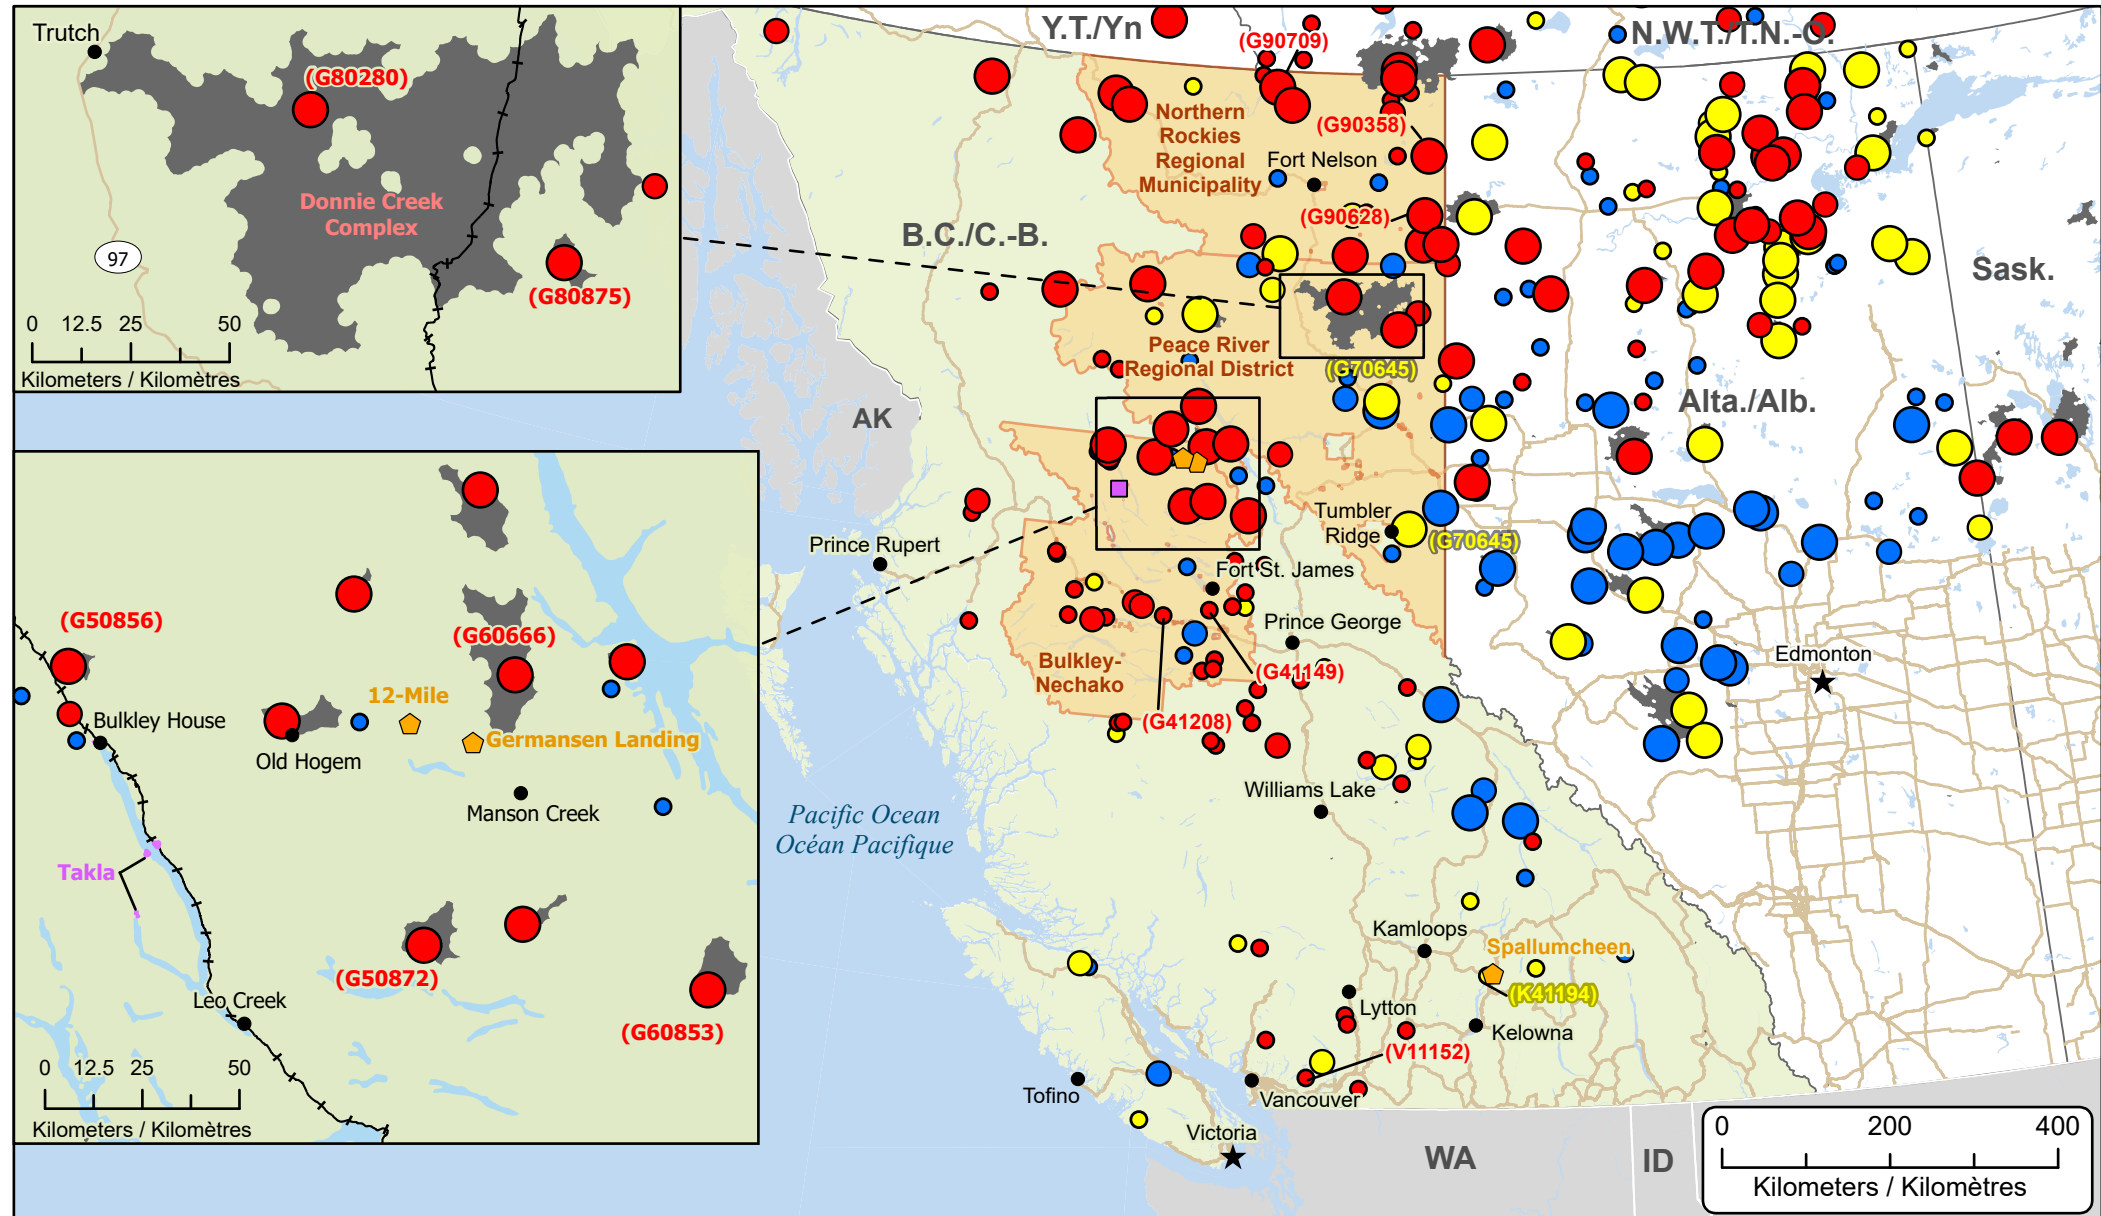 Trutch
(G80280)
Donnie Creek
Complex
97
(G80875)
0 12.5 25 50
Kilometers / Kilomètres
(G50856)
(G60666)
12-Mile
Bulkley House
Germansen Landing
Old Hogem
Manson Creek
Takla
(G50872)
Leo Creek
(G60853)
0 12.5 25 50
Kilometers / Kilomètres
Y.T./Yn
(G90709)
N.W.T./T.N.-O.
Northern
Rockies
Regional
Municipality
(G90358)
Fort Nelson
(G90628)
B.C./C.-B.
Sask.
Peace River
Regional District
(G70645)
AK
Alta./Alb.
Tumbler
Ridge
(G70645)
Prince Rupert
Fort St. James
Prince George
Edmonton
Bulkley-
Nechako
(G41149)
(G41208)
Williams Lake
Pacific Ocean
Océan Pacifique
Kamloops
Spallumcheen
(K41194)
Lytton
Kelowna
(V11152)
Tofino
Vancouver
Victoria
WA
ID
0 200 400
Kilometers / Kilomètres